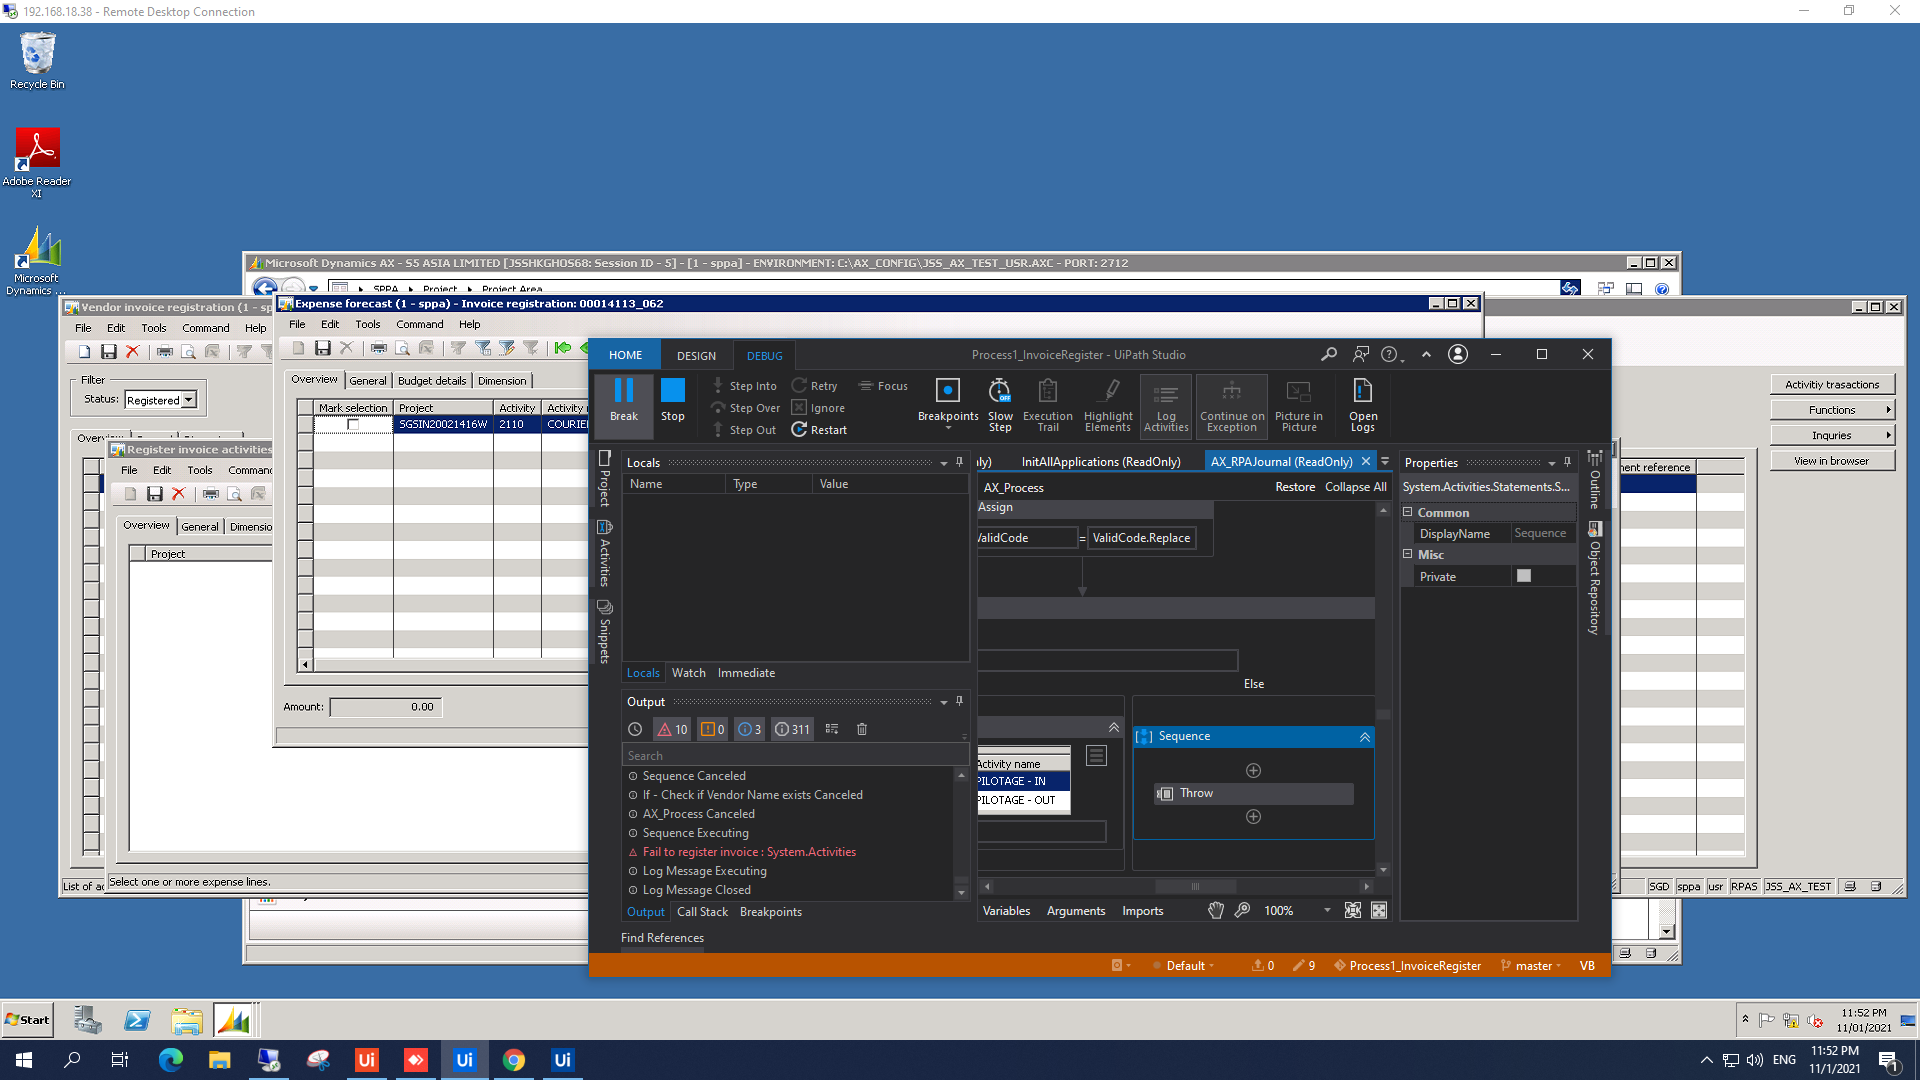 192.168.18.38 - Remote Desktop Connection
Recycle Bin
Adobe Reader
XI
Microsoft
Dynamics ...
Microsoft Dynamics AX - S5 ASIA LIMITED [JSSHKGHOS68: Session ID - 5] - [1 - sppa] - ENVIRONMENT: C:\AX_CONFIG\JSS_AX_TEST_USR.AXC - PORT: 2712
SPPA Project Project Area
Vendor invoice registration (1 - sp
File Edit Tools Command Help
Filter
Status: Registered
Expense forecast (1 - sppa) - Invoice registration: 00014113_062
File Edit Tools Command Help
Overview General Budget details Dimension
Mark selection Project Activity Activity
SGSIN20021416W 2110 COURIE
Amount: 0.00
Register invoice activities
File Edit Tools Comman
Overview General Dimensio
Project
Select one or more expense lines.
List of ac
HOME DESIGN DEBUG Process1_InvoiceRegister - UiPath Studio
Break
Stop
Step Into
Step Over
Step Out
Retry
Ignore
Restart
Focus
Breakpoints
Slow
Step
Execution
Trail
Highlight
Elements
Log
Activities
Continue on
Exception
Picture in
Picture
Open
Logs
Project
Activities
Snippets
Locals
Name Type Value
Locals Watch Immediate
Output
10 0 3 311
Search
Sequence Canceled
If - Check if Vendor Name exists Canceled
AX_Process Canceled
Sequence Executing
Fail to register invoice : System.Activities
Log Message Executing
Log Message Closed
Output Call Stack Breakpoints
Find References
ly) InitAllApplications (ReadOnly) AX_RPAJournal (ReadOnly)
AX_Process Restore Collapse All
Assign
ValidCode = ValidCode.Replace
Else
Activity name
PILOTAGE - IN
PILOTAGE - OUT
Sequence
Throw
Variables Arguments Imports 100%
Properties
System.Activities.Statements.S...
Common
DisplayName Sequence
Misc
Private
Outline
Object Repository
Default 0 9 Process1_InvoiceRegister master VB
Activitiy trasactions
Functions
Inquries
View in browser
ment reference
SGD sppa usr RPAS JSS_AX_TEST
Start
11:52 PM
11/01/2021
Ui Ui Ui
ENG
11:52 PM
11/1/2021
1